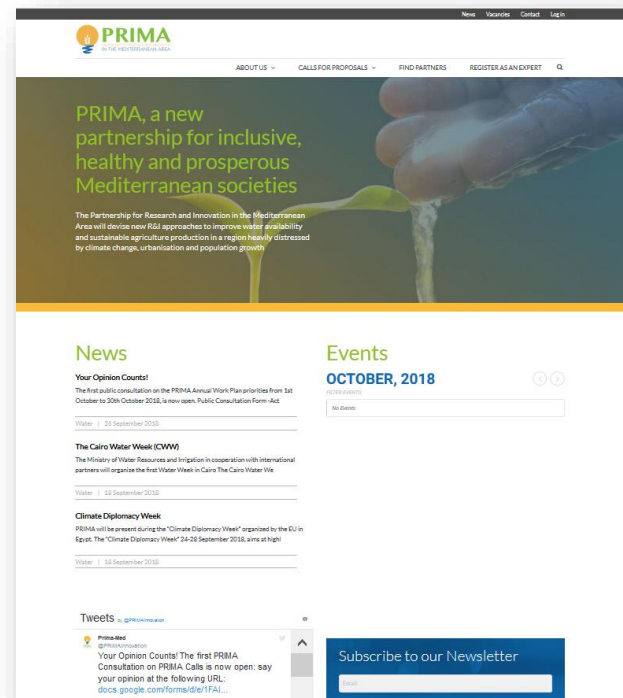 News Vacancies Contact Login
PRIMA
IN THE MEDITERRANEAN AREA
ABOUT US CALLS FOR PROPOSALS FIND PARTNERS REGISTER AS AN EXPERT
PRIMA, a new
partnership for inclusive,
healthy and prosperous
Mediterranean societies
The Partnership for Research and Innovation in the Mediterranean
Area will devise new R&I approaches to improve water availability
and sustainable agriculture production in a region heavily distressed
by climate change, urbanisation and population growth
News
Your Opinion Counts!
The first public consultation on the PRIMA Annual Work Plan priorities from 1st
October to 30th October 2018, is now open. Public Consultation Form -Act
Water | 20 September 2018
The Cairo Water Week (CWW)
The Ministry of Water Resources and Irrigation in cooperation with international
partners will organize the first Water Week in Cairo The Cairo Water We
Water | 18 September 2018
Climate Diplomacy Week
PRIMA will be present during the "Climate Diplomacy Week" organized by the EU in
Egypt. The "Climate Diplomacy Week" 24-28 September 2018, aims at highl
Water | 18 September 2018
Events
OCTOBER, 2018
FILTER EVENTS
No Events
Tweets by @PRIMAInnovation
Prima-Med
@PRIMAInnovation
Your Opinion Counts! The first PRIMA
Consultation on PRIMA Calls is now open: say
your opinion at the following URL:
docs.google.com/forms/d/e/1FAI…
Subscribe to our Newsletter
Email